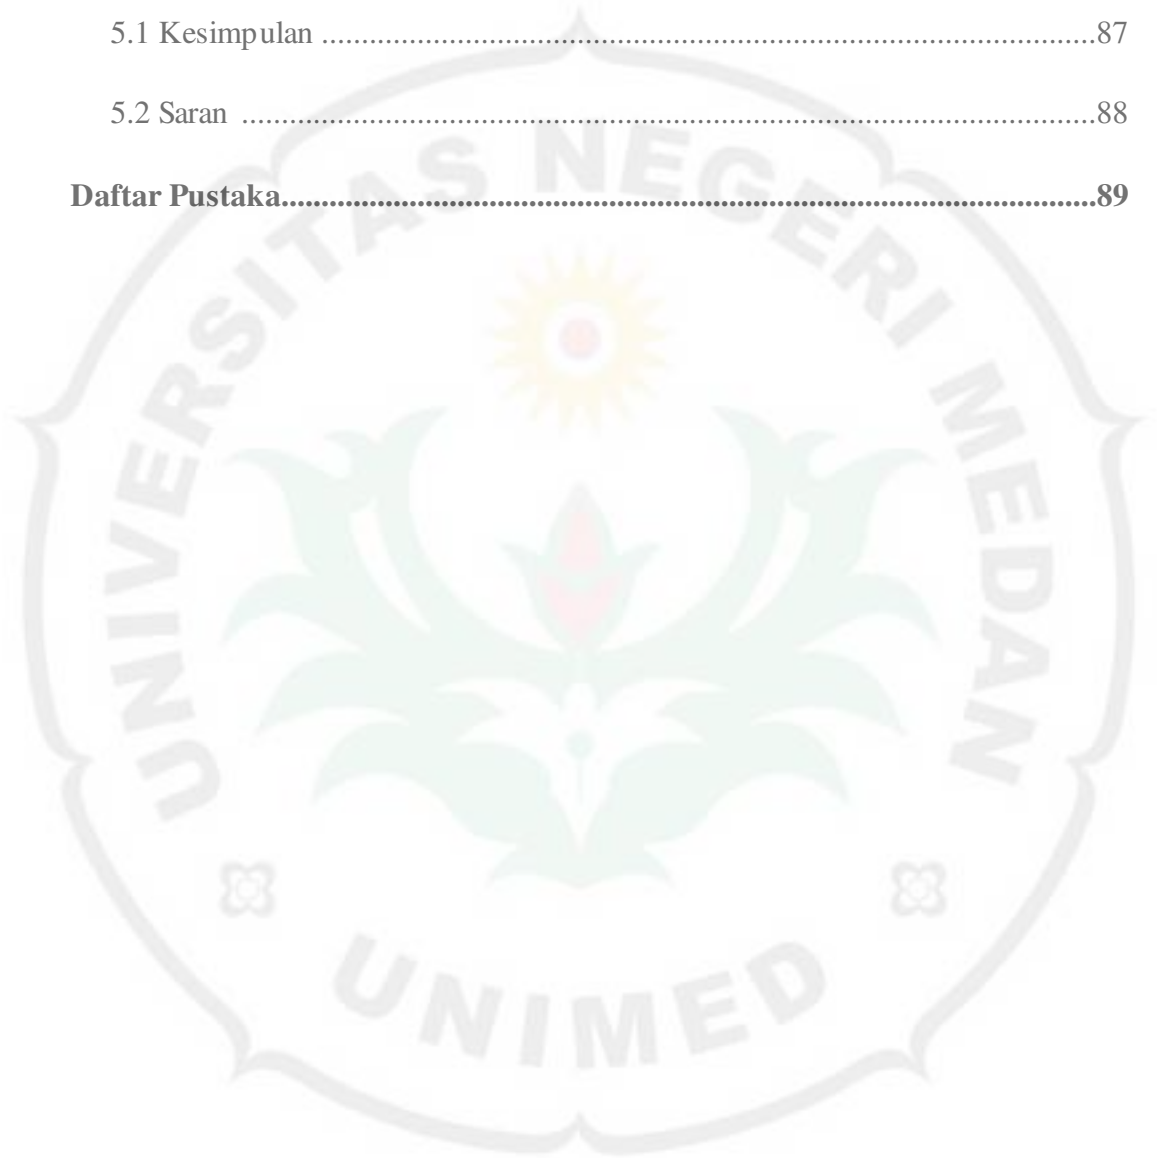 5.1 Kesimpulan ....................................................................................................87
5.2 Saran ..............................................................................................................88
Daftar Pustaka.......................................................................................................89
UNIVERSITAS NEGERI MEDAN
UNIMED